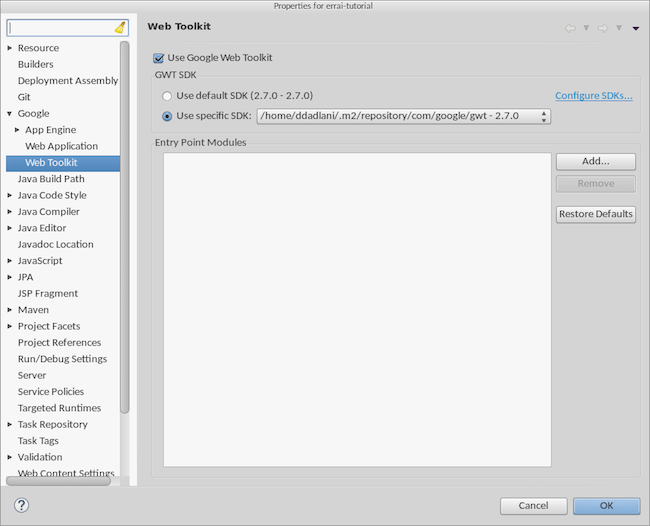 Properties for errai-tutorial
Resource
Builders
Deployment Assembly
Git
Google
App Engine
Web Application
Web Toolkit
Java Build Path
Java Code Style
Java Compiler
Java Editor
Javadoc Location
JavaScript
JPA
JSP Fragment
Maven
Project Facets
Project References
Run/Debug Settings
Server
Service Policies
Targeted Runtimes
Task Repository
Task Tags
Validation
Web Content Settings
Web Toolkit
Use Google Web Toolkit
GWT SDK
Use default SDK (2.7.0 - 2.7.0)
Configure SDKs...
Use specific SDK: /home/ddadlani/.m2/repository/com/google/gwt - 2.7.0
Entry Point Modules
Add...
Remove
Restore Defaults
?
Cancel
OK